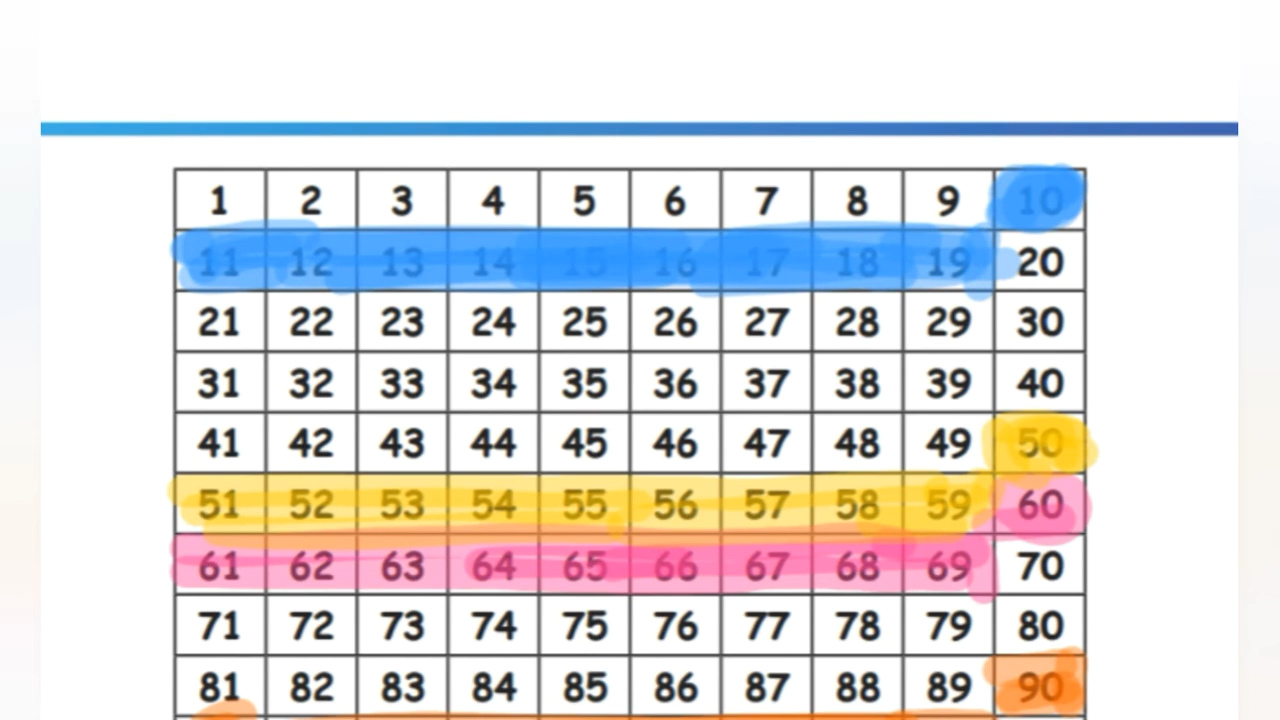 1 2 3 4 5 6 7 8 9 10
11 12 13 14 15 16 17 18 19 20
21 22 23 24 25 26 27 28 29 30
31 32 33 34 35 36 37 38 39 40
41 42 43 44 45 46 47 48 49 50
51 52 53 54 55 56 57 58 59 60
61 62 63 64 65 66 67 68 69 70
71 72 73 74 75 76 77 78 79 80
81 82 83 84 85 86 87 88 89 90